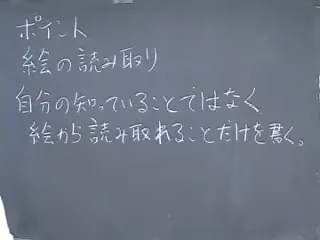 ポイント
絵の読み取り
自分の知っていることではなく
絵から読み取れることだけを書く。